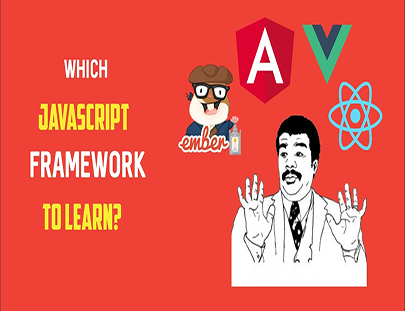 WHICH
JAVASCRIPT
FRAMEWORK
TO LEARN?
ember
A